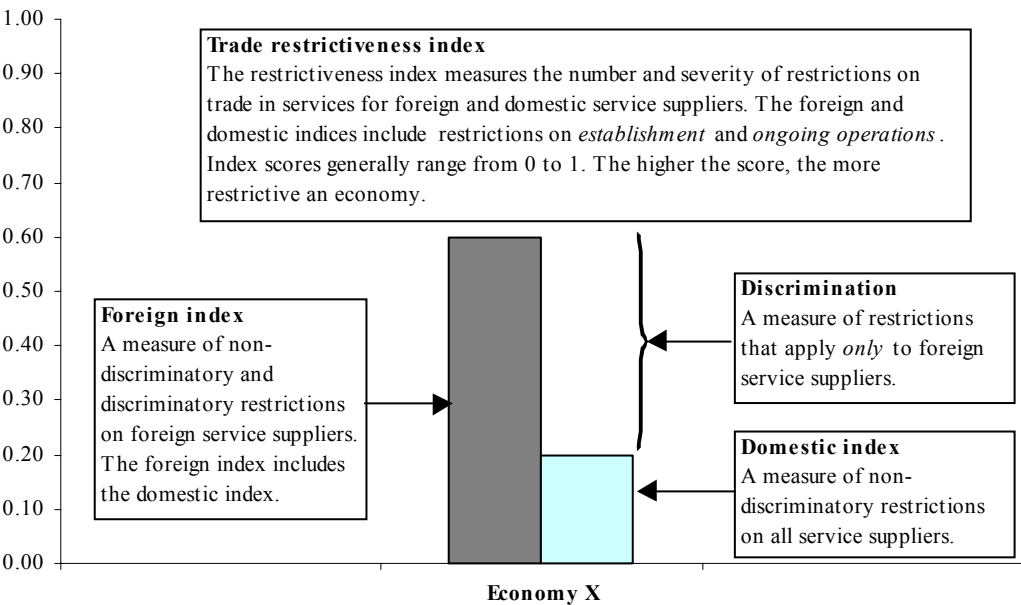 1.00
0.90
0.80
0.70
0.60
0.50
0.40
0.30
0.20
0.10
0.00
Trade restrictiveness index
The restrictiveness index measures the number and severity of restrictions on
trade in services for foreign and domestic service suppliers. The foreign and
domestic indices include restrictions on establishment and ongoing operations.
Index scores generally range from 0 to 1. The higher the score, the more
restrictive an economy.
Foreign index
A measure of non-
discriminatory and
discriminatory restrictions
on foreign service suppliers.
The foreign index includes
the domestic index.
Discrimination
A measure of restrictions
that apply only to foreign
service suppliers.
Domestic index
A measure of non-
discriminatory restrictions
on all service suppliers.
Economy X